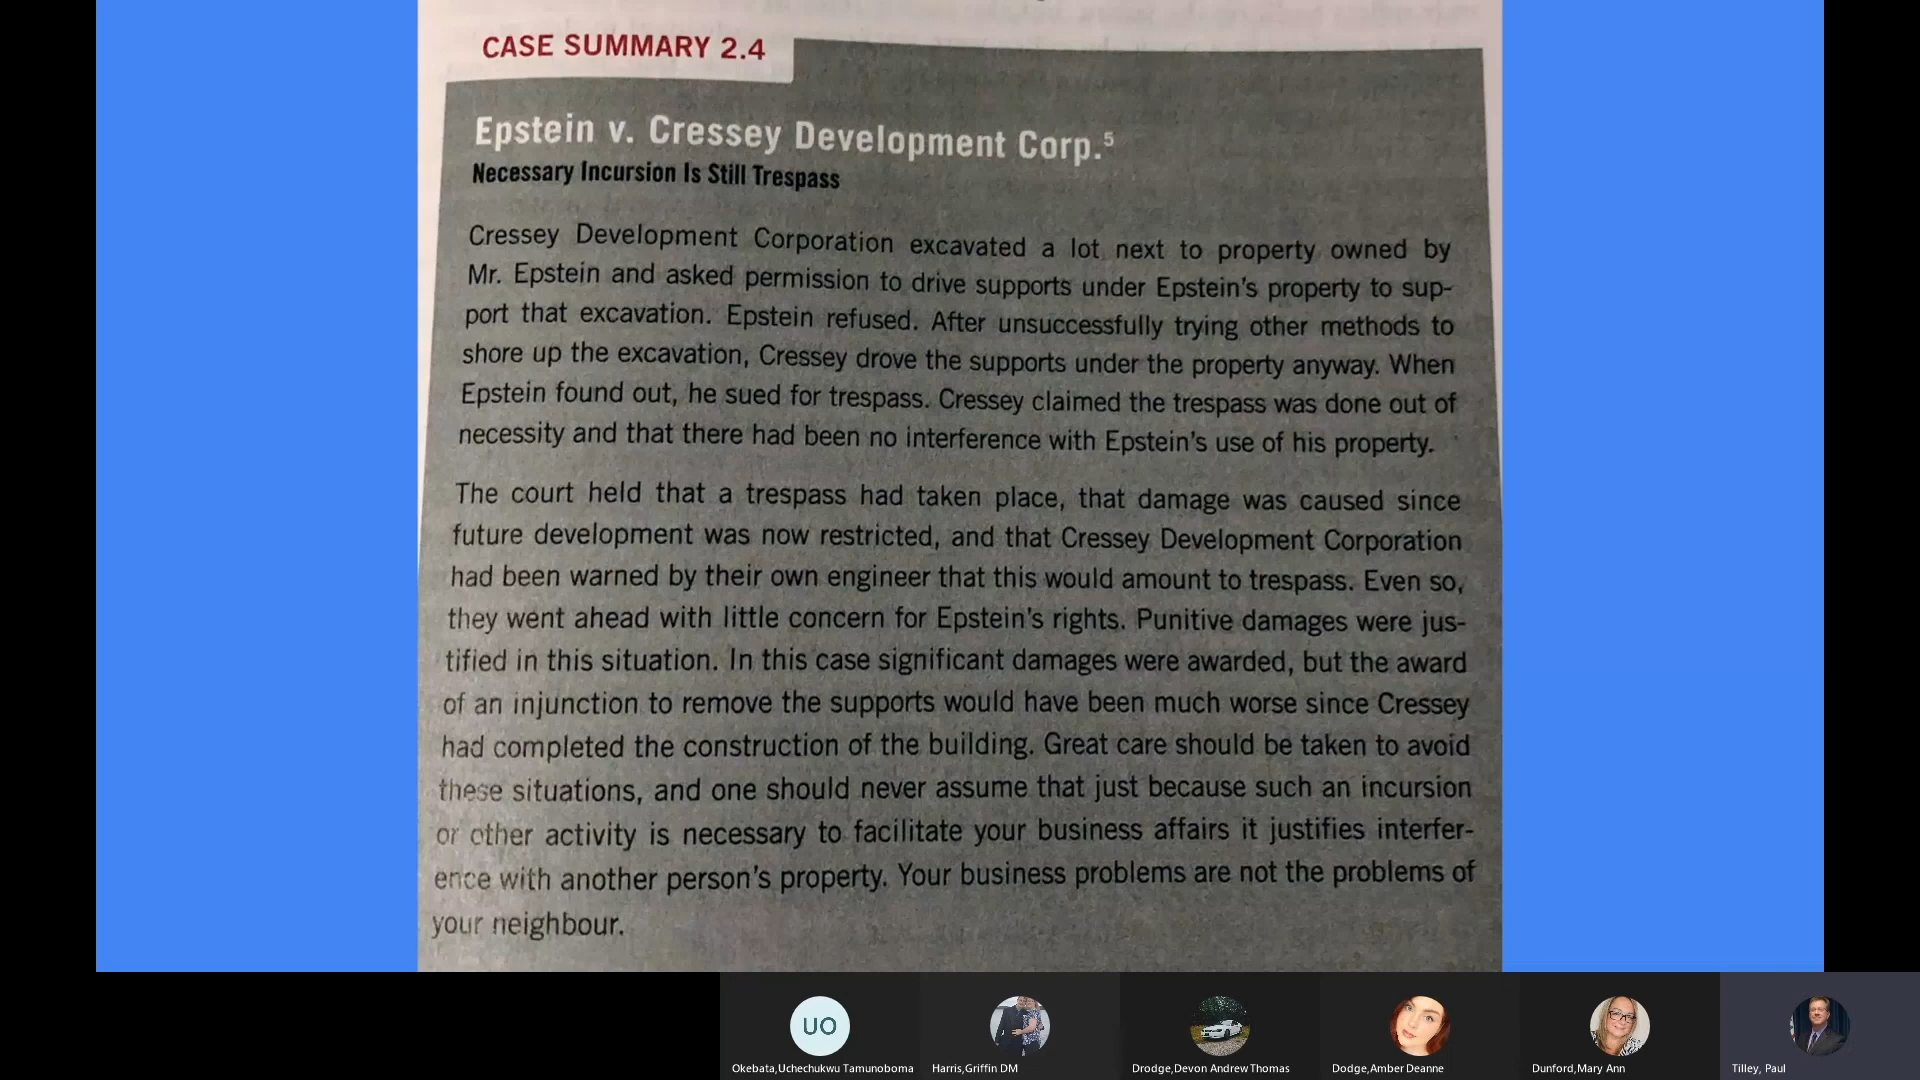 CASE SUMMARY 2.4
Epstein v. Cressey Development Corp.5
Necessary Incursion Is Still Trespass
Cressey Development Corporation excavated a lot next to property owned by
Mr. Epstein and asked permission to drive supports under Epstein's property to sup-
port that excavation. Epstein refused. After unsuccessfully trying other methods to
shore up the excavation, Cressey drove the supports under the property anyway. When
Epstein found out, he sued for trespass. Cressey claimed the trespass was done out of
necessity and that there had been no interference with Epstein's use of his property.
The court held that a trespass had taken place, that damage was caused since
future development was now restricted, and that Cressey Development Corporation
had been warned by their own engineer that this would amount to trespass. Even so,
they went ahead with little concern for Epstein's rights. Punitive damages were jus-
tified in this situation. In this case significant damages were awarded, but the award
of an injunction to remove the supports would have been much worse since Cressey
had completed the construction of the building. Great care should be taken to avoid
these situations, and one should never assume that just because such an incursion
or other activity is necessary to facilitate your business affairs it justifies interfer-
ence with another person's property. Your business problems are not the problems of
your neighbour.
UO
Okebata,Uchechukwu Tamunoboma
Harris,Griffin DM
Drodge,Devon Andrew Thomas
Dodge,Amber Deanne
Dunford,Mary Ann
Tilley, Paul